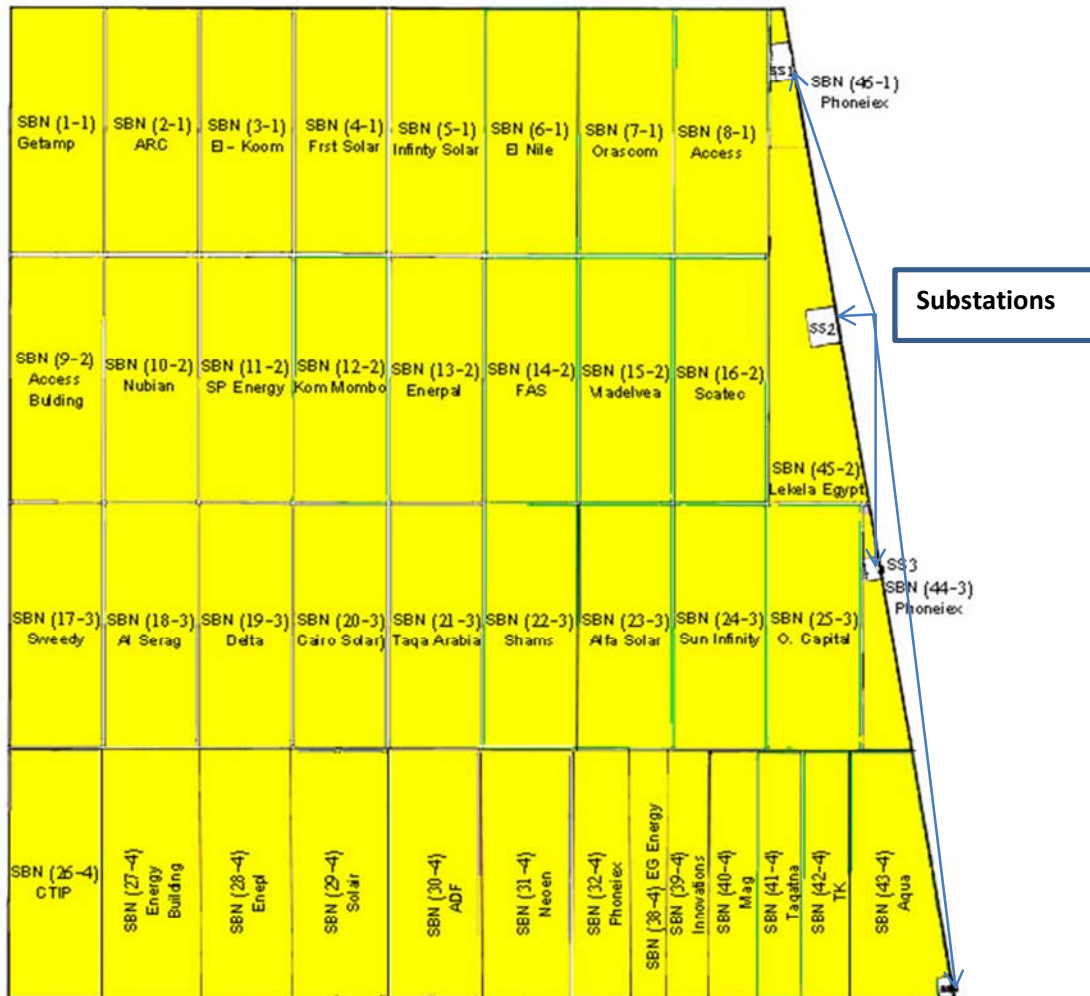 SS1
SBN (46-1)
Phoneiex
SBN (1-1)
Getamp
SBN (2-1)
ARC
SBN (3-1)
El - Koom
SBN (4-1)
Frst Solar
SBN (5-1)
Infinty Solar
SBN (6-1)
El Nile
SBN (7-1)
Orascom
SBN (8-1)
Access
Substations
SS2
SBN (9-2)
Access
Bulding
SBN (10-2)
Nubian
SBN (11-2)
SP Energy
SBN (12-2)
Kom Mombo
SBN (13-2)
Enerpal
SBN (14-2)
FAS
SBN (15-2)
Madelvea
SBN (16-2)
Scatec
SBN (45-2)
Lekela Egypt
SS3
SBN (44-3)
Phoneiex
SBN (17-3)
Sweedy
SBN (18-3)
Al Serag
SBN (19-3)
Delta
SBN (20-3)
Cairo Solar)
SBN (21-3)
Taqa Arabia
SBN (22-3)
Shams
SBN (23-3)
Alfa Solar
SBN (24-3)
Sun Infinity
SBN (25-3)
O. Capital
SBN (26-4)
CTIP
SBN (27-4)
Energy
Building
SBN (28-4)
Enepl
SBN (29-4)
Solair
SBN (30-4)
ADF
SBN (31-4)
Neoen
SBN (32-4)
Phoneiex
SBN (38-4) EG Energy
SBN (39-4)
Innovations
SBN (40-4)
Mag
SBN (41-4)
Taqatna
SBN (42-4)
TK
SBN (43-4)
Aqua